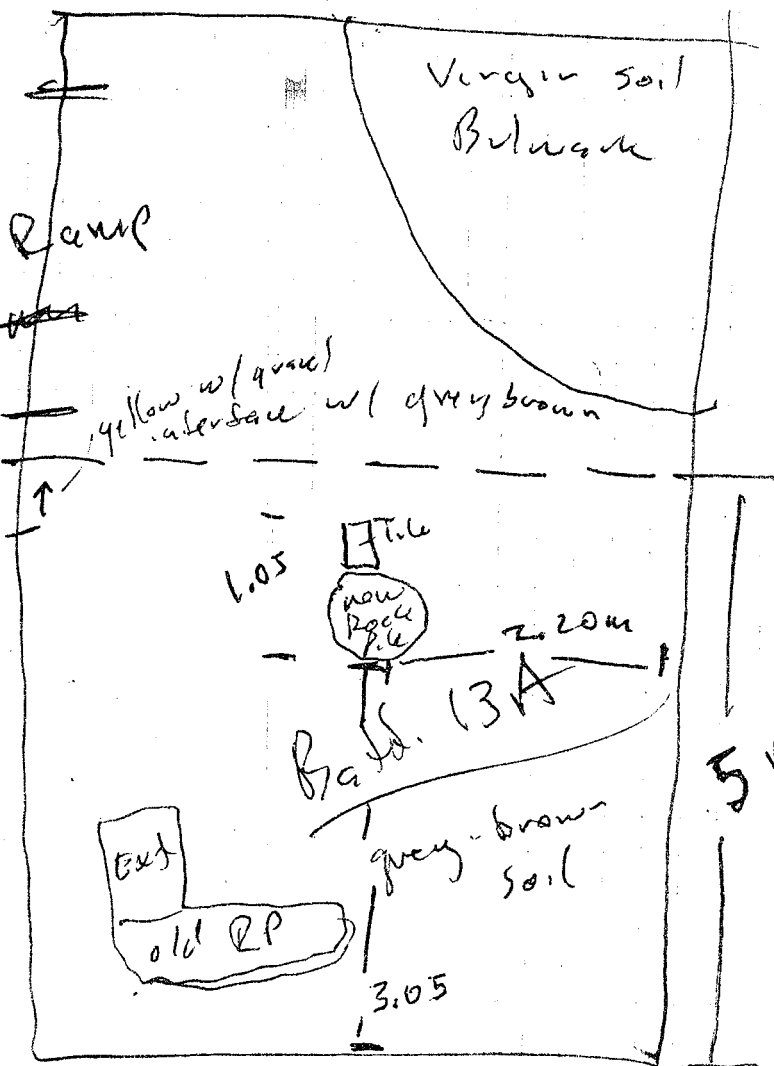 Virgin soil
Bulwark
Ramp
yellow w/ gravel
interface w/ grey brown
Tile
1.05
new
Rock
Pile
2.20m
13A
5
grey-brown
soil
Ext
old RP
3.05